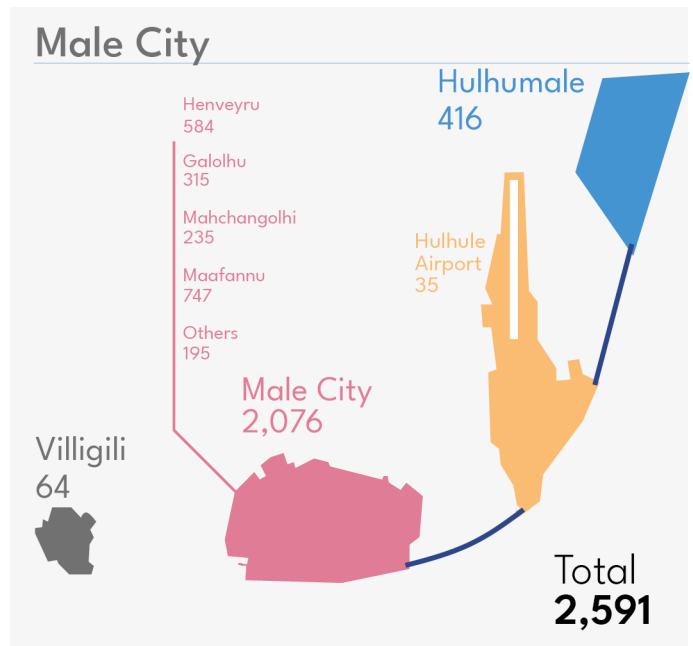 Male City
Hulhumale
416
Henveyru
584
Galolhu
315
Mahchangolhi
235
Maafannu
747
Others
195
Hulhule
Airport
35
Male City
2,076
Villigili
64
Total
2,591